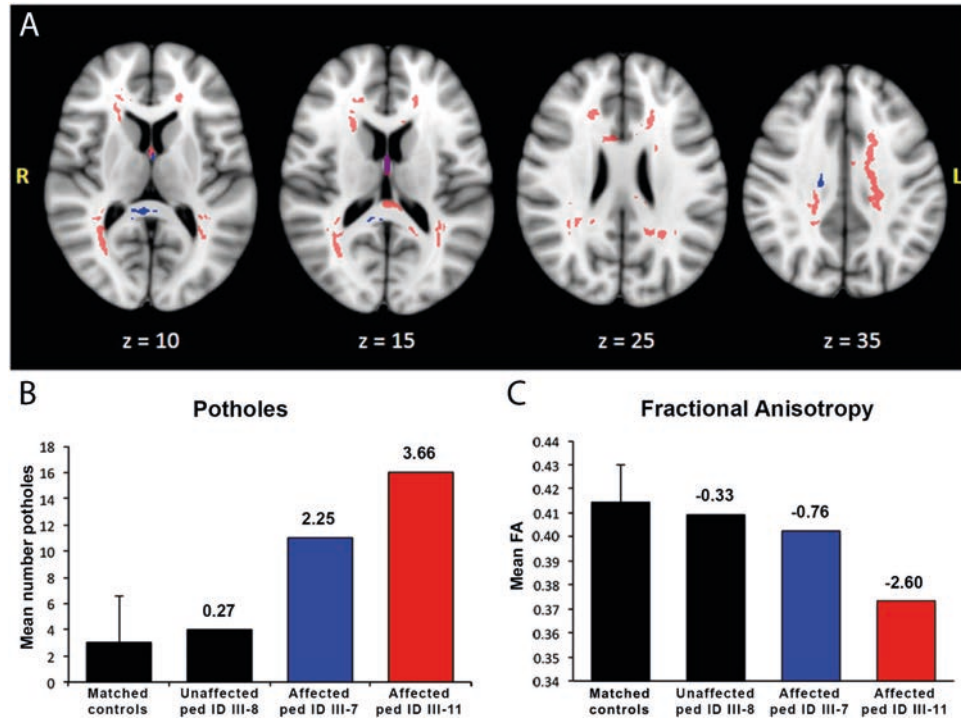 A
R
L
z = 10
z = 15
z = 25
z = 35
B
Potholes
Mean number potholes
18
16
14
12
10
8
6
4
2
0
0.27
2.25
3.66
Matched
controls
Unaffected
ped ID III-8
Affected
ped ID III-7
Affected
ped ID III-11
C
Fractional Anisotropy
Mean FA
0.44
0.43
0.42
0.41
0.40
0.39
0.38
0.37
0.36
0.35
0.34
-0.33
-0.76
-2.60
Matched
controls
Unaffected
ped ID III-8
Affected
ped ID III-7
Affected
ped ID III-11